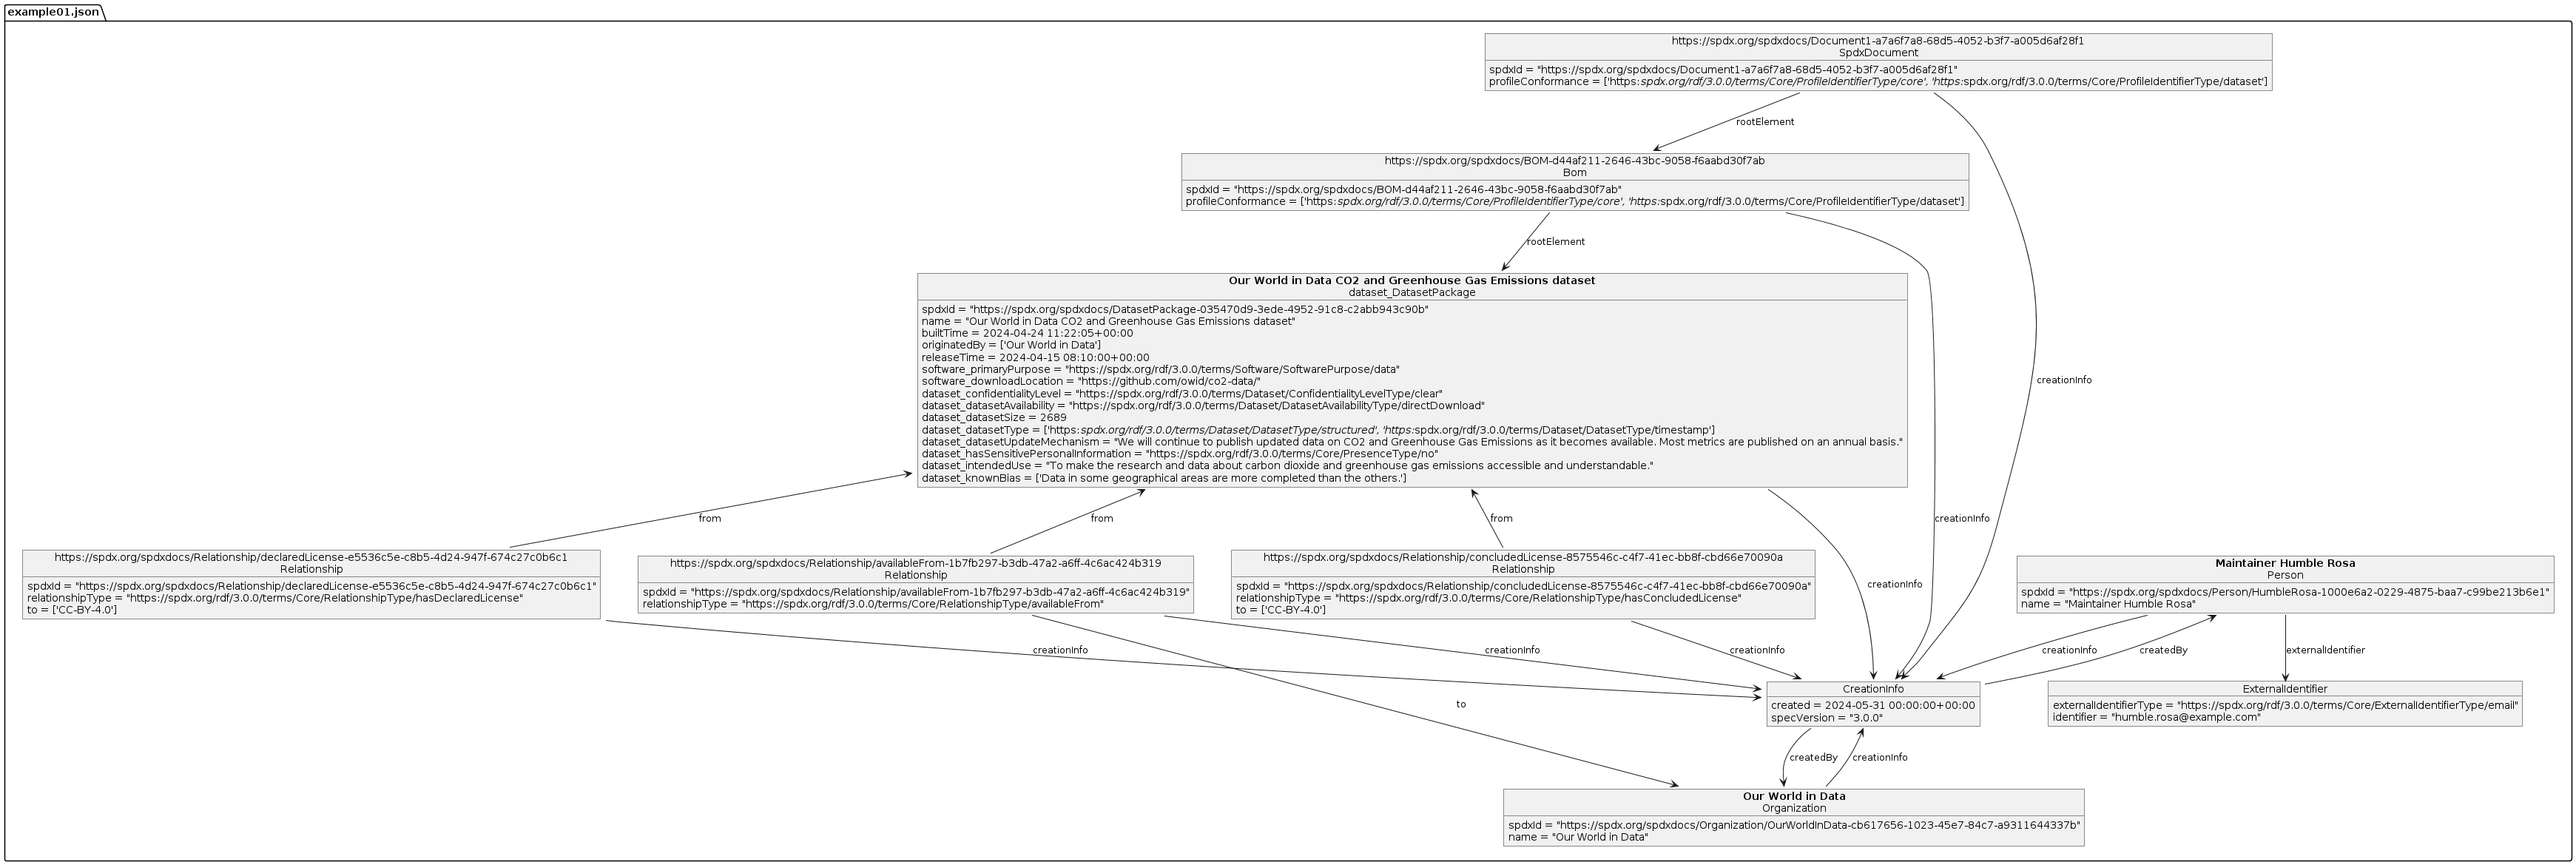 example01.json
https://spdx.org/spdxdocs/Document1-a7a6f7a8-68d5-4052-b3f7-a005d6af28f1
SpdxDocument
spdxId = "https://spdx.org/spdxdocs/Document1-a7a6f7a8-68d5-4052-b3f7-a005d6af28f1"
profileConformance = ['https:spdx.org/rdf/3.0.0/terms/Core/ProfileIdentifierType/core', 'https:spdx.org/rdf/3.0.0/terms/Core/ProfileIdentifierType/dataset']
rootElement
https://spdx.org/spdxdocs/BOM-d44af211-2646-43bc-9058-f6aabd30f7ab
Bom
spdxId = "https://spdx.org/spdxdocs/BOM-d44af211-2646-43bc-9058-f6aabd30f7ab"
profileConformance = ['https:spdx.org/rdf/3.0.0/terms/Core/ProfileIdentifierType/core', 'https:spdx.org/rdf/3.0.0/terms/Core/ProfileIdentifierType/dataset']
rootElement
Our World in Data CO2 and Greenhouse Gas Emissions dataset
dataset_DatasetPackage
spdxId = "https://spdx.org/spdxdocs/DatasetPackage-035470d9-3ede-4952-91c8-c2abb943c90b"
name = "Our World in Data CO2 and Greenhouse Gas Emissions dataset"
builtTime = 2024-04-24 11:22:05+00:00
originatedBy = ['Our World in Data']
releaseTime = 2024-04-15 08:10:00+00:00
software_primaryPurpose = "https://spdx.org/rdf/3.0.0/terms/Software/SoftwarePurpose/data"
software_downloadLocation = "https://github.com/owid/co2-data/"
dataset_confidentialityLevel = "https://spdx.org/rdf/3.0.0/terms/Dataset/ConfidentialityLevelType/clear"
dataset_datasetAvailability = "https://spdx.org/rdf/3.0.0/terms/Dataset/DatasetAvailabilityType/directDownload"
dataset_datasetSize = 2689
dataset_datasetType = ['https:spdx.org/rdf/3.0.0/terms/Dataset/DatasetType/structured', 'https:spdx.org/rdf/3.0.0/terms/Dataset/DatasetType/timestamp']
dataset_datasetUpdateMechanism = "We will continue to publish updated data on CO2 and Greenhouse Gas Emissions as it becomes available. Most metrics are published on an annual basis."
dataset_hasSensitivePersonalInformation = "https://spdx.org/rdf/3.0.0/terms/Core/PresenceType/no"
dataset_intendedUse = "To make the research and data about carbon dioxide and greenhouse gas emissions accessible and understandable."
dataset_knownBias = ['Data in some geographical areas are more completed than the others.']
creationInfo
creationInfo
from
from
from
https://spdx.org/spdxdocs/Relationship/declaredLicense-e5536c5e-c8b5-4d24-947f-674c27c0b6c1
Relationship
spdxId = "https://spdx.org/spdxdocs/Relationship/declaredLicense-e5536c5e-c8b5-4d24-947f-674c27c0b6c1"
relationshipType = "https://spdx.org/rdf/3.0.0/terms/Core/RelationshipType/hasDeclaredLicense"
to = ['CC-BY-4.0']
https://spdx.org/spdxdocs/Relationship/availableFrom-1b7fb297-b3db-47a2-a6ff-4c6ac424b319
Relationship
spdxId = "https://spdx.org/spdxdocs/Relationship/availableFrom-1b7fb297-b3db-47a2-a6ff-4c6ac424b319"
relationshipType = "https://spdx.org/rdf/3.0.0/terms/Core/RelationshipType/availableFrom"
https://spdx.org/spdxdocs/Relationship/concludedLicense-8575546c-c4f7-41ec-bb8f-cbd66e70090a
Relationship
spdxId = "https://spdx.org/spdxdocs/Relationship/concludedLicense-8575546c-c4f7-41ec-bb8f-cbd66e70090a"
relationshipType = "https://spdx.org/rdf/3.0.0/terms/Core/RelationshipType/hasConcludedLicense"
to = ['CC-BY-4.0']
creationInfo
Maintainer Humble Rosa
Person
spdxId = "https://spdx.org/spdxdocs/Person/HumbleRosa-1000e6a2-0229-4875-baa7-c99be213b6e1"
name = "Maintainer Humble Rosa"
creationInfo
creationInfo
creationInfo
creationInfo
createdBy
externalIdentifier
CreationInfo
created = 2024-05-31 00:00:00+00:00
specVersion = "3.0.0"
ExternalIdentifier
externalIdentifierType = "https://spdx.org/rdf/3.0.0/terms/Core/ExternalIdentifierType/email"
identifier = "humble.rosa@example.com"
to
createdBy
creationInfo
Our World in Data
Organization
spdxId = "https://spdx.org/spdxdocs/Organization/OurWorldInData-cb617656-1023-45e7-84c7-a9311644337b"
name = "Our World in Data"